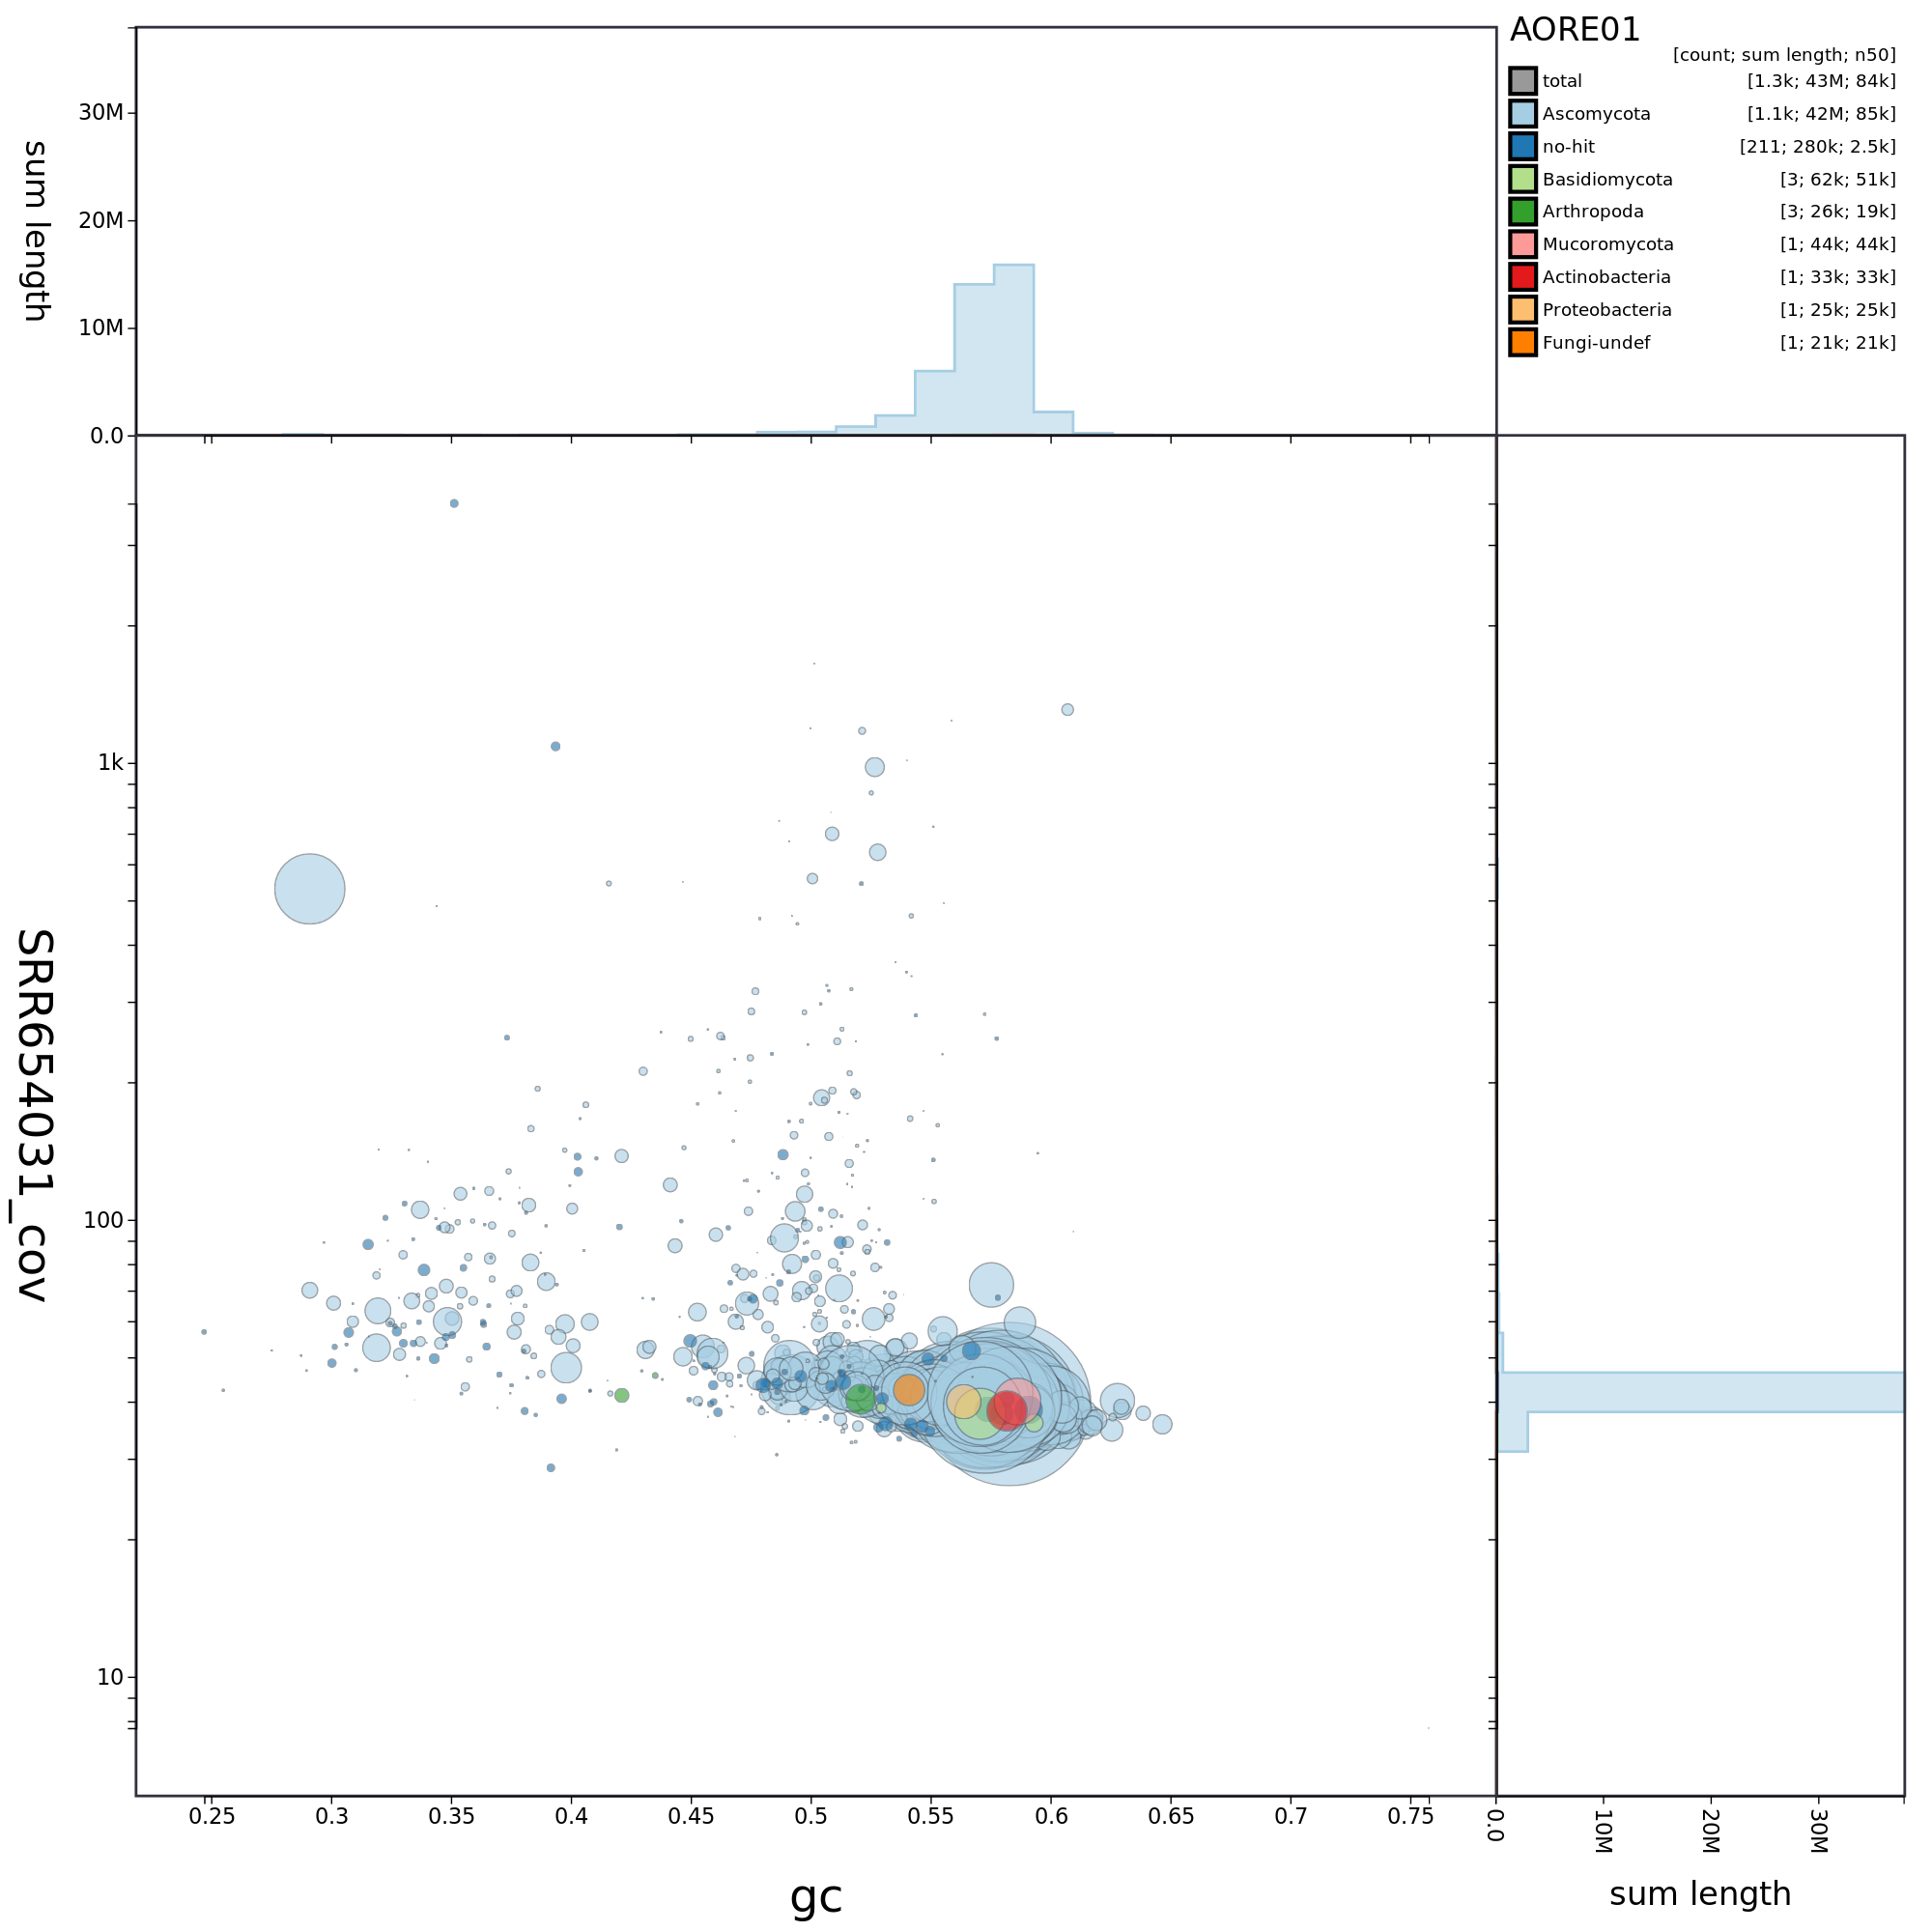 AORE01
[count; sum length; n50]
total [1.3k; 43M; 84k]
Ascomycota [1.1k; 42M; 85k]
no-hit [211; 280k; 2.5k]
Basidiomycota [3; 62k; 51k]
Arthropoda [3; 26k; 19k]
Mucoromycota [1; 44k; 44k]
Actinobacteria [1; 33k; 33k]
Proteobacteria [1; 25k; 25k]
Fungi-undef [1; 21k; 21k]
sum length
30M
20M
10M
0.0
SRR654031_cov
1k
100
10
0.25 0.3 0.35 0.4 0.45 0.5 0.55 0.6 0.65 0.7 0.75
gc
0.0 10M 20M 30M
sum length